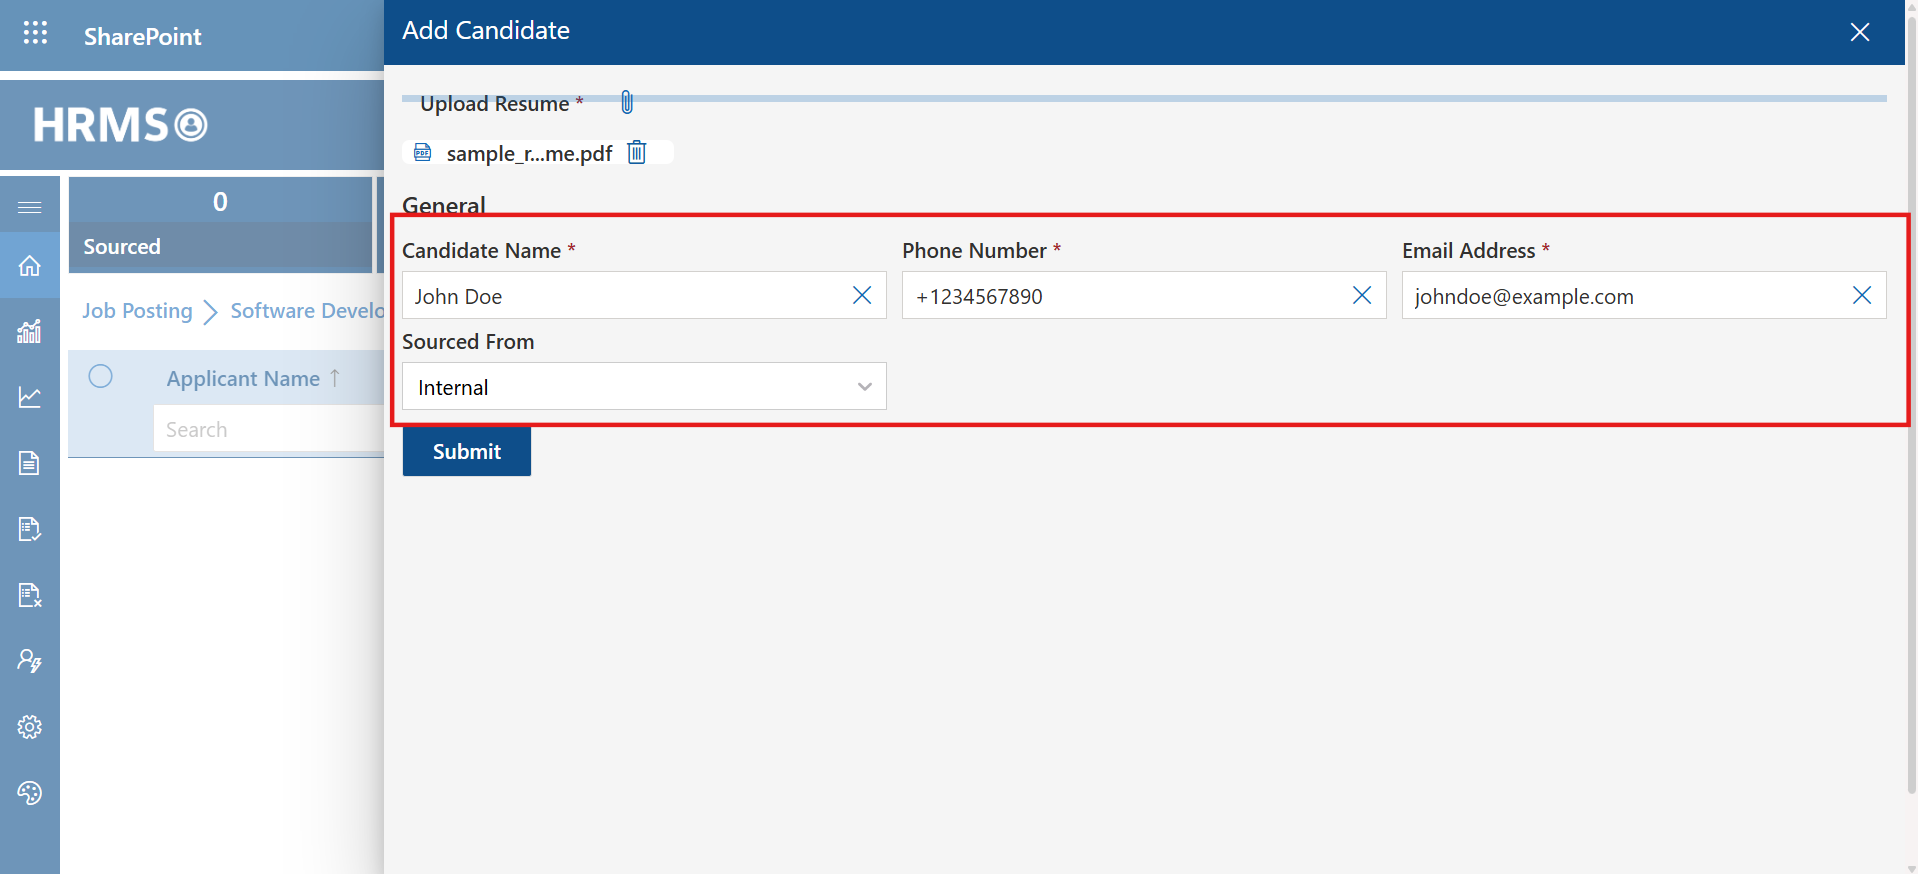 SharePoint
Add Candidate
HRMS
Upload Resume *
PDF
sample_r...me.pdf
0
Sourced
General
Candidate Name *
Phone Number *
Email Address *
John Doe
+1234567890
johndoe@example.com
Job Posting
Software Develo
Sourced From
Internal
Applicant Name ↑
Search
Submit